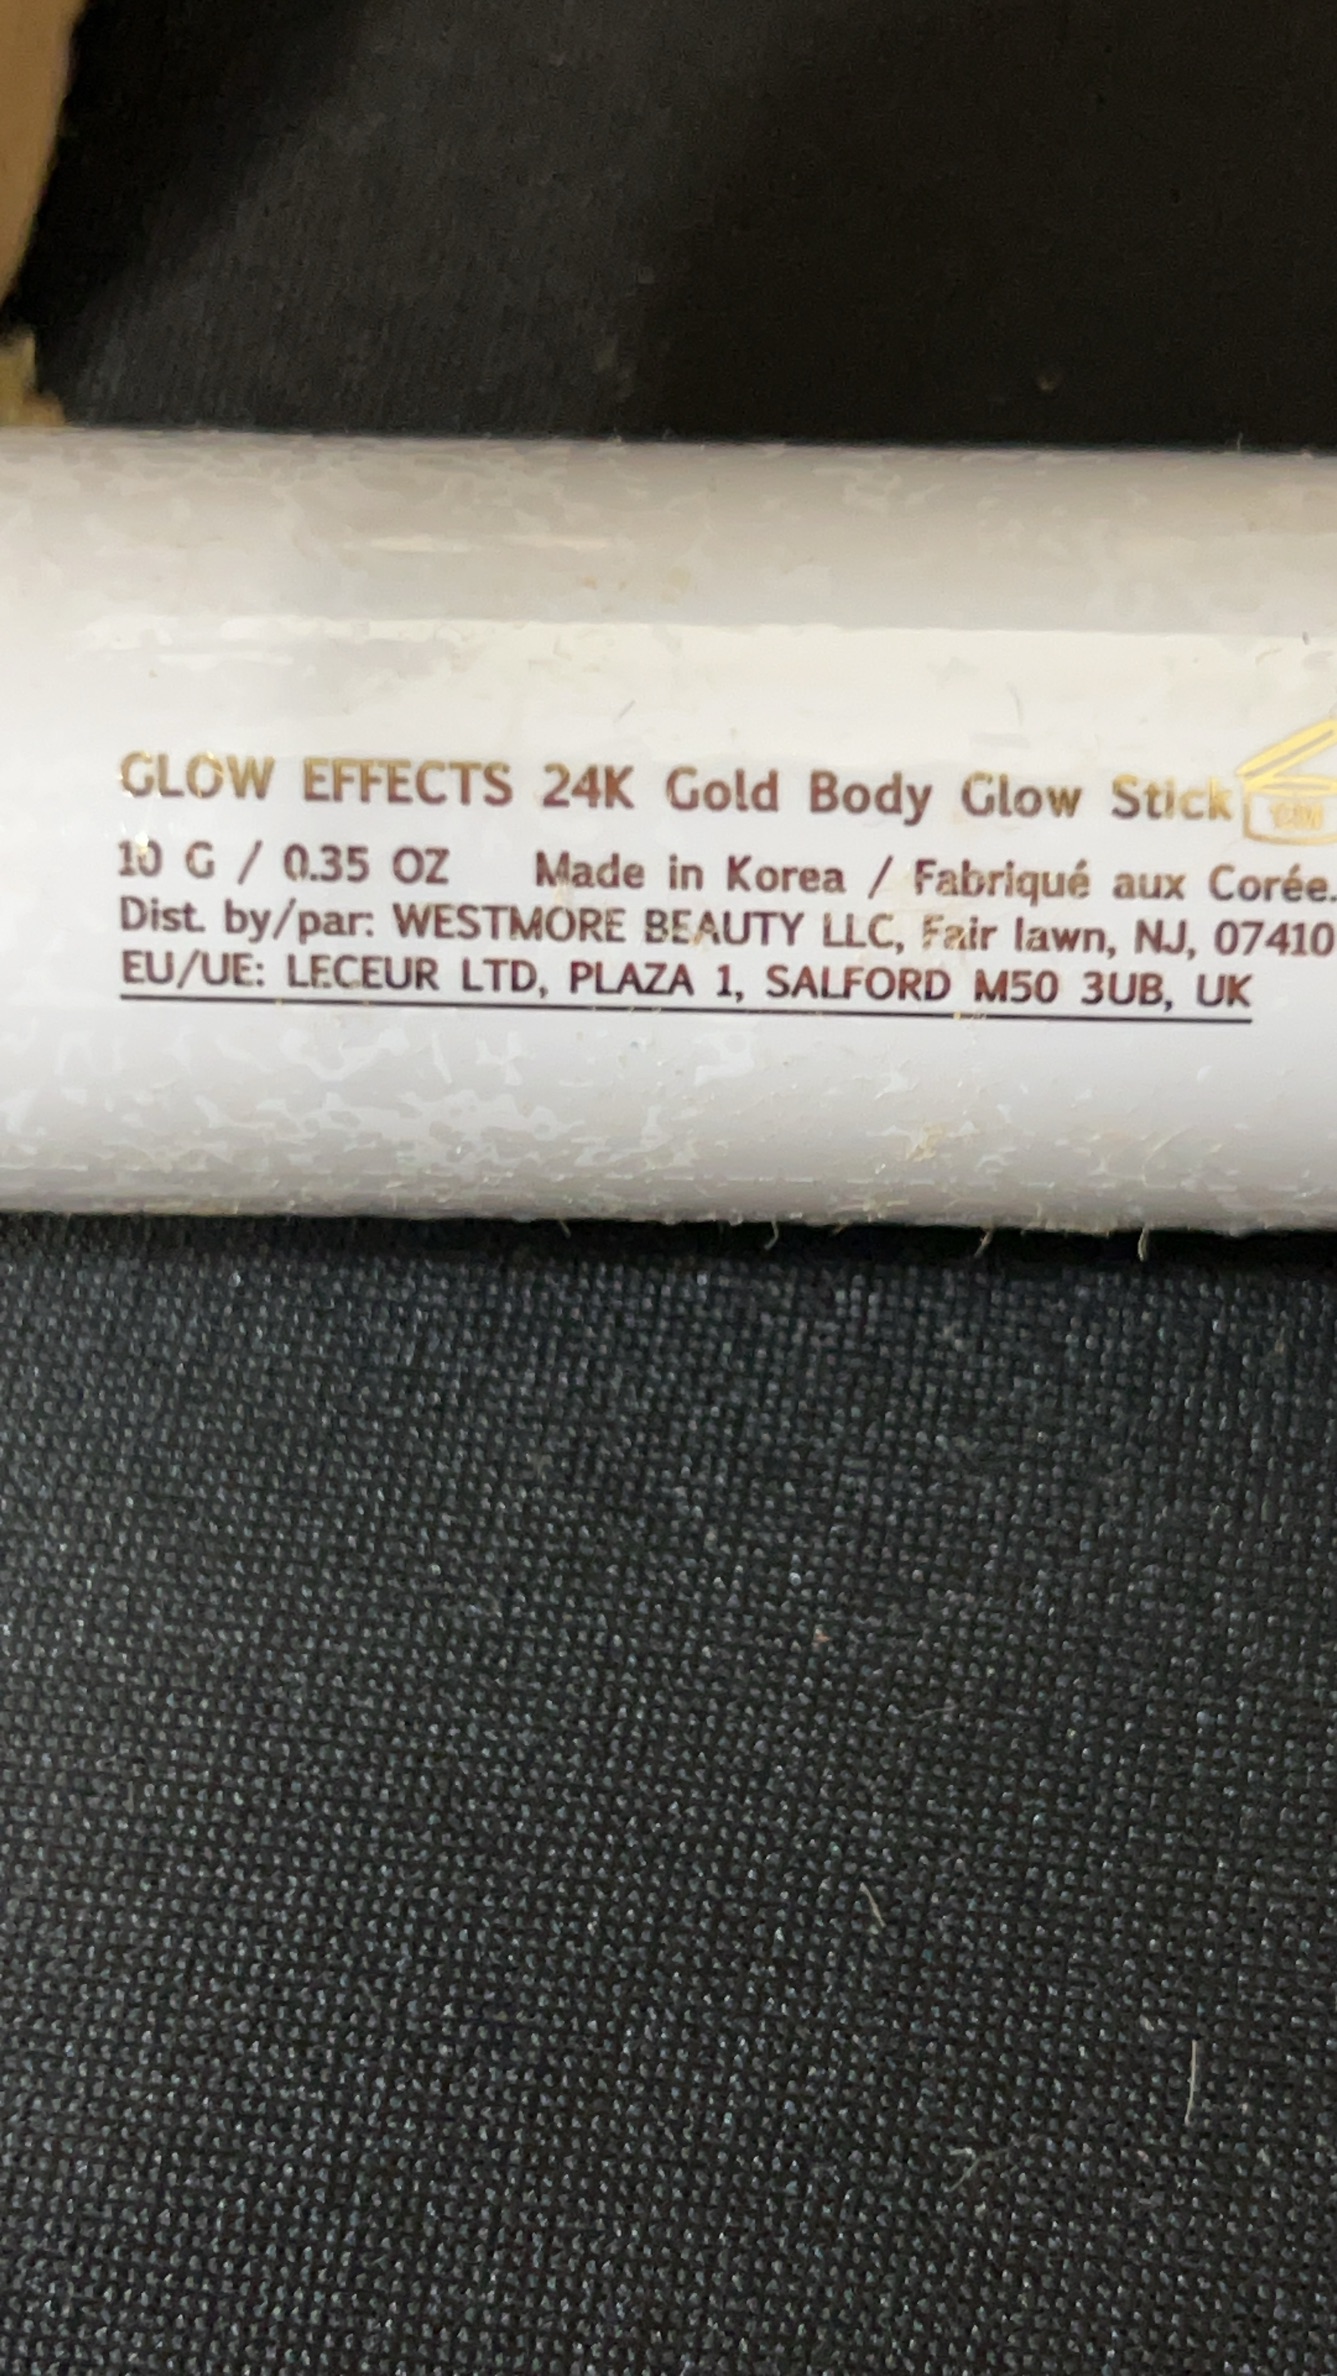 GLOW EFFECTS 24K Gold Body Glow Stick
10 G / 0.35 OZ Made in Korea / Fabriqué aux Corée.
Dist. by/par: WESTMORE BEAUTY LLC, Fair lawn, NJ, 07410
EU/UE: LECEUR LTD, PLAZA 1, SALFORD M50 3UB, UK